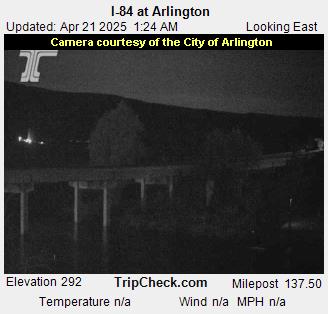 I-84 at Arlington
Updated: Apr 21 2025 1:24 AM Looking East
Camera courtesy of the City of Arlington
Elevation 292 TripCheck.com Milepost 137.50
Temperature n/a Wind n/a MPH n/a